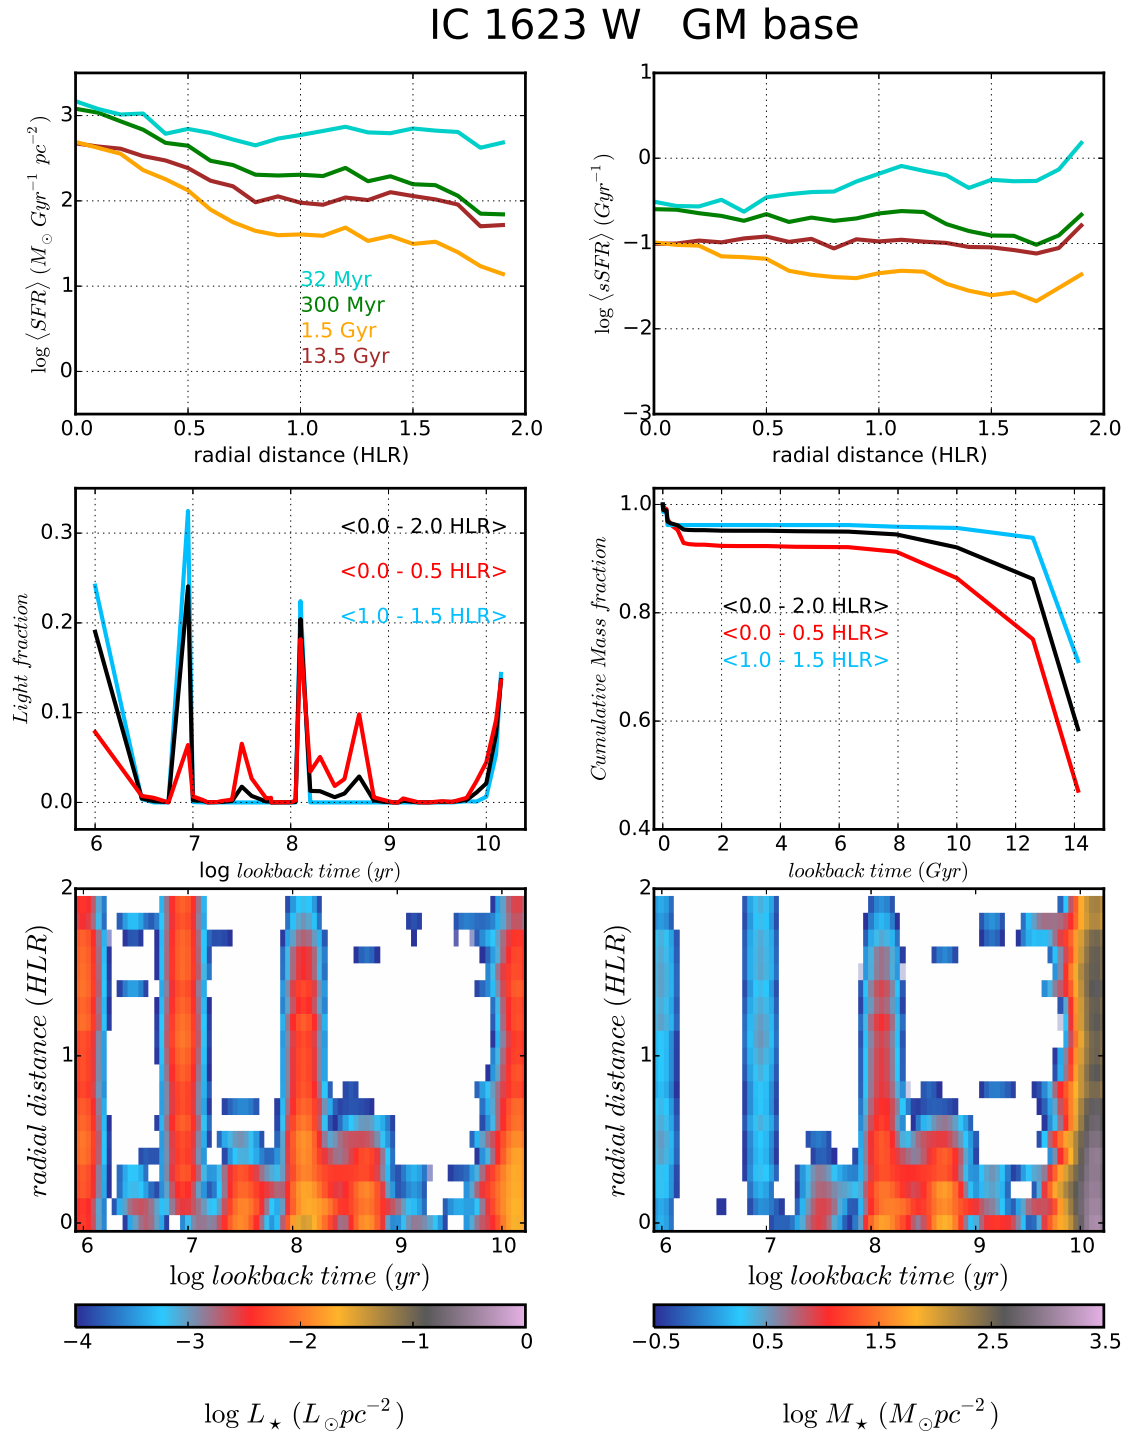 IC 1623 W GM base
log ⟨SFR⟩ (M⊙ Gyr⁻¹ pc⁻²)
3
2
1
0
32 Myr
300 Myr
1.5 Gyr
13.5 Gyr
0.0 0.5 1.0 1.5 2.0
radial distance (HLR)
log ⟨sSFR⟩ (Gyr⁻¹)
1
0
−1
−2
−3
0.0 0.5 1.0 1.5 2.0
radial distance (HLR)
Light fraction
0.3
0.2
0.1
0.0
<0.0 - 2.0 HLR>
<0.0 - 0.5 HLR>
<1.0 - 1.5 HLR>
6 7 8 9 10
log lookback time (yr)
Cumulative Mass fraction
1.0
0.8
0.6
0.4
<0.0 - 2.0 HLR>
<0.0 - 0.5 HLR>
<1.0 - 1.5 HLR>
0 2 4 6 8 10 12 14
lookback time (Gyr)
radial distance (HLR)
2
1
0
6 7 8 9 10
log lookback time (yr)
−4 −3 −2 −1 0
log L⋆ (L⊙pc⁻²)
radial distance (HLR)
2
1
0
6 7 8 9 10
log lookback time (yr)
−0.5 0.5 1.5 2.5 3.5
log M⋆ (M⊙pc⁻²)